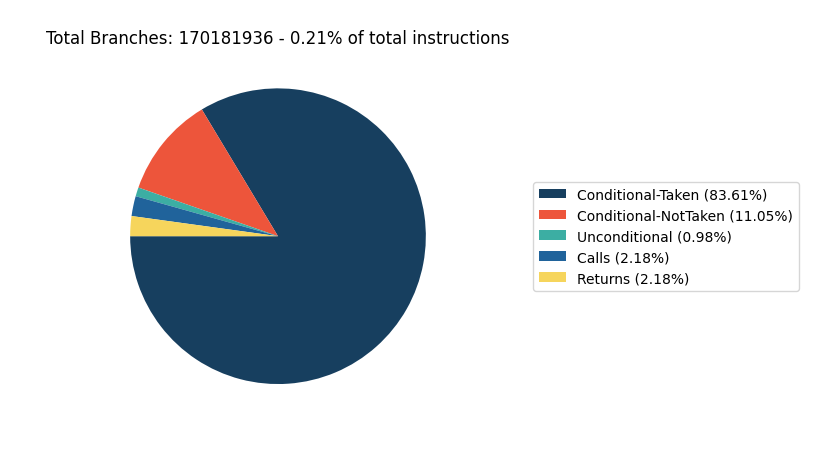 Total Branches: 170181936 - 0.21% of total instructions
Conditional-Taken (83.61%)
Conditional-NotTaken (11.05%)
Unconditional (0.98%)
Calls (2.18%)
Returns (2.18%)